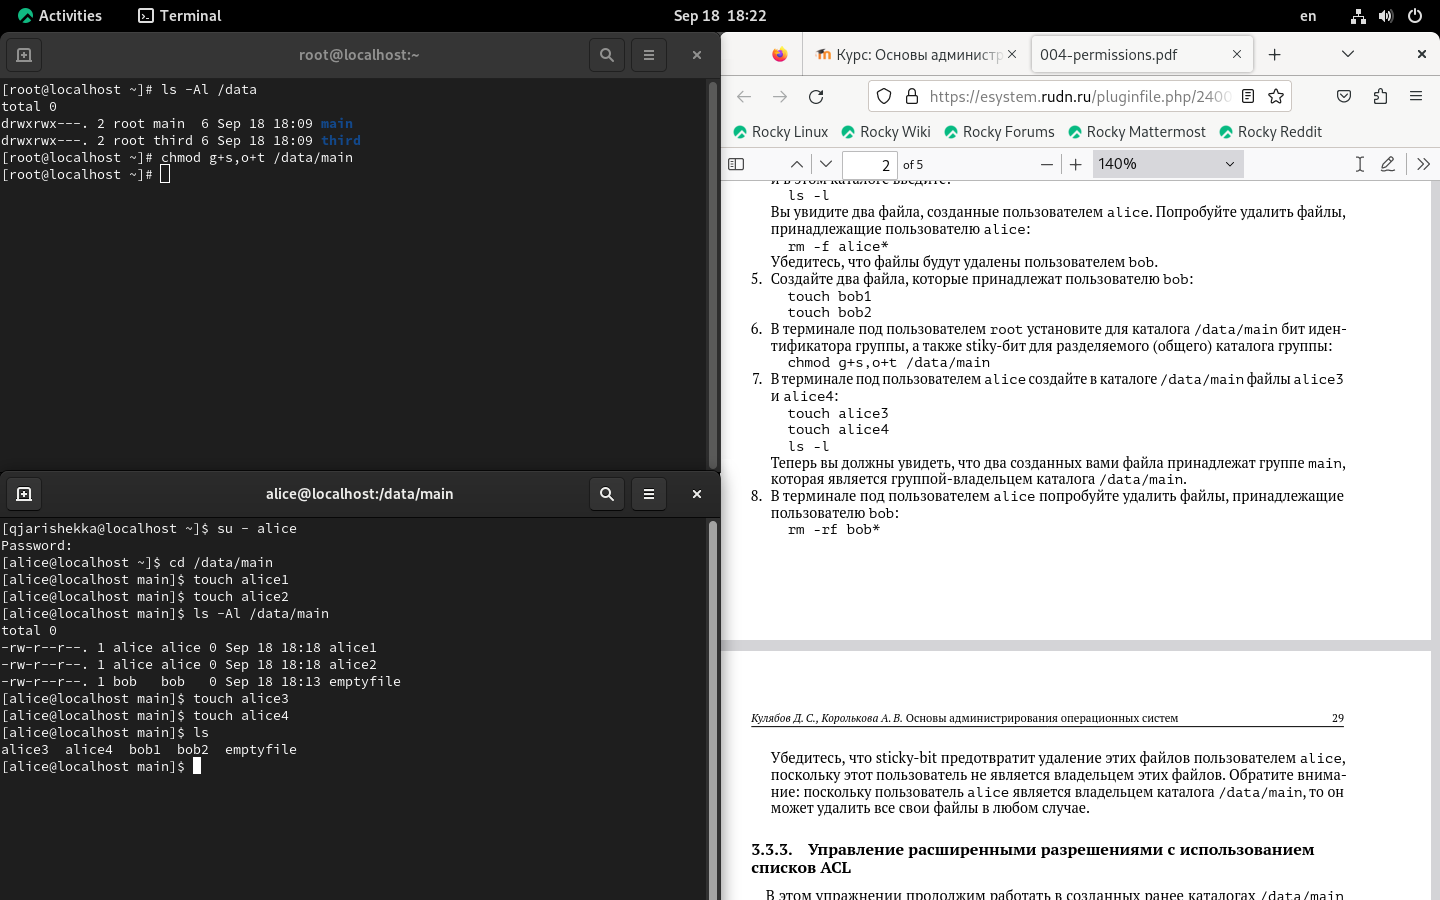 Activities
Terminal
Sep 18 18:22
en
root@localhost:~
[root@localhost ~]# ls -Al /data
total 0
drwxrwx---. 2 root main  6 Sep 18 18:09 main
drwxrwx---. 2 root third 6 Sep 18 18:09 third
[root@localhost ~]# chmod g+s,o+t /data/main
[root@localhost ~]#
alice@localhost:/data/main
[qjarishekka@localhost ~]$ su - alice
Password:
[alice@localhost ~]$ cd /data/main
[alice@localhost main]$ touch alice1
[alice@localhost main]$ touch alice2
[alice@localhost main]$ ls -Al /data/main
total 0
-rw-r--r--. 1 alice alice 0 Sep 18 18:18 alice1
-rw-r--r--. 1 alice alice 0 Sep 18 18:18 alice2
-rw-r--r--. 1 bob   bob   0 Sep 18 18:13 emptyfile
[alice@localhost main]$ touch alice3
[alice@localhost main]$ touch alice4
[alice@localhost main]$ ls
alice3  alice4  bob1  bob2  emptyfile
[alice@localhost main]$
Курс: Основы администр
004-permissions.pdf
https://esystem.rudn.ru/pluginfile.php/2400
Rocky Linux
Rocky Wiki
Rocky Forums
Rocky Mattermost
Rocky Reddit
2 of 5
140%
и в этом каталоге введите:
ls -l
Вы увидите два файла, созданные пользователем alice. Попробуйте удалить файлы,
принадлежащие пользователю alice:
rm -f alice*
Убедитесь, что файлы будут удалены пользователем bob.
5. Создайте два файла, которые принадлежат пользователю bob:
touch bob1
touch bob2
6. В терминале под пользователем root установите для каталога /data/main бит иден-
тификатора группы, а также stiky-бит для разделяемого (общего) каталога группы:
chmod g+s,o+t /data/main
7. В терминале под пользователем alice создайте в каталоге /data/main файлы alice3
и alice4:
touch alice3
touch alice4
ls -l
Теперь вы должны увидеть, что два созданных вами файла принадлежат группе main,
которая является группой-владельцем каталога /data/main.
8. В терминале под пользователем alice попробуйте удалить файлы, принадлежащие
пользователю bob:
rm -rf bob*
Кулябов Д. С., Королькова А. В. Основы администрирования операционных систем 29
Убедитесь, что sticky-bit предотвратит удаление этих файлов пользователем alice,
поскольку этот пользователь не является владельцем этих файлов. Обратите внима-
ние: поскольку пользователь alice является владельцем каталога /data/main, то он
может удалить все свои файлы в любом случае.
3.3.3. Управление расширенными разрешениями с использованием
списков ACL
В этом упражнении продолжим работать в созданных ранее каталогах /data/main